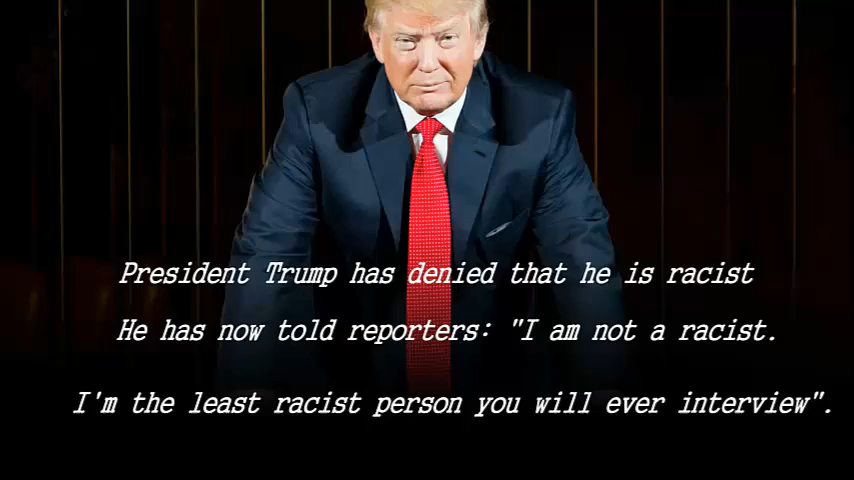 President Trump has denied that he is racist
He has now told reporters: "I am not a racist.
I'm the least racist person you will ever interview".